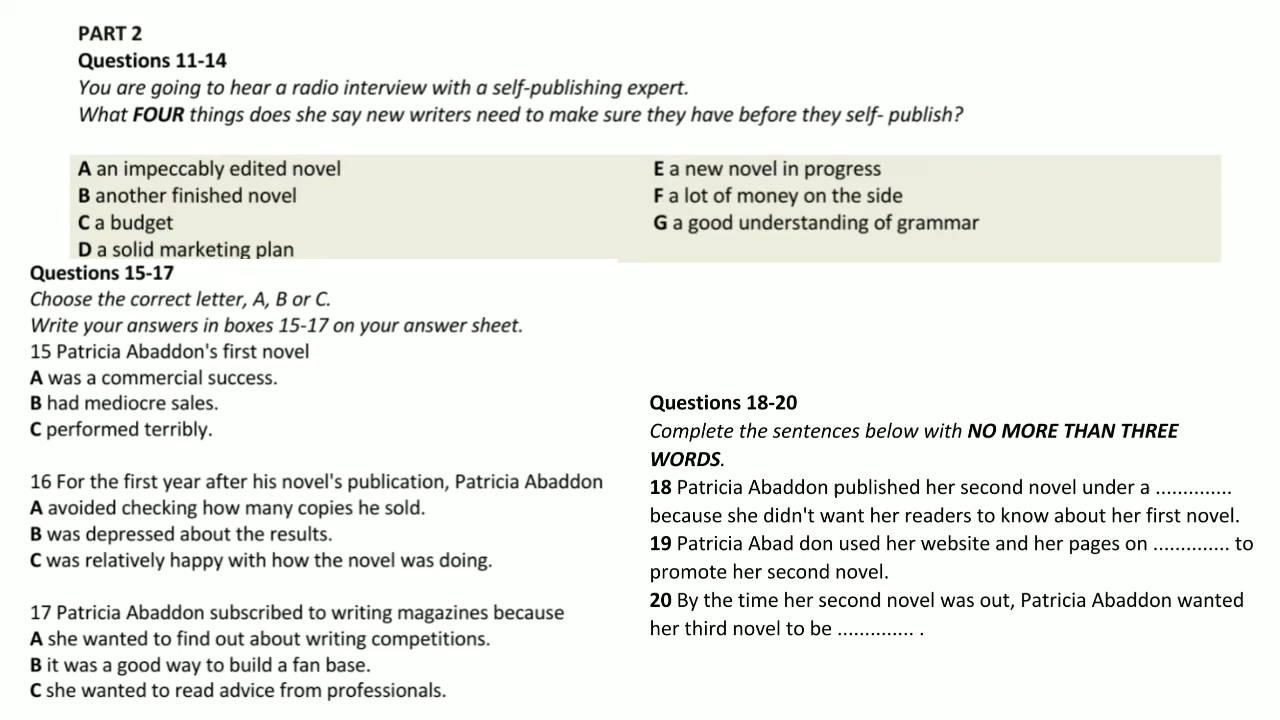 PART 2
Questions 11-14
You are going to hear a radio interview with a self-publishing expert.
What FOUR things does she say new writers need to make sure they have before they self- publish?
A an impeccably edited novel
B another finished novel
C a budget
D a solid marketing plan
E a new novel in progress
F a lot of money on the side
G a good understanding of grammar
Questions 15-17
Choose the correct letter, A, B or C.
Write your answers in boxes 15-17 on your answer sheet.
15 Patricia Abaddon's first novel
A was a commercial success.
B had mediocre sales.
C performed terribly.
16 For the first year after his novel's publication, Patricia Abaddon
A avoided checking how many copies he sold.
B was depressed about the results.
C was relatively happy with how the novel was doing.
17 Patricia Abaddon subscribed to writing magazines because
A she wanted to find out about writing competitions.
B it was a good way to build a fan base.
C she wanted to read advice from professionals.
Questions 18-20
Complete the sentences below with NO MORE THAN THREE
WORDS.
18 Patricia Abaddon published her second novel under a ..............
because she didn't want her readers to know about her first novel.
19 Patricia Abad don used her website and her pages on .............. to
promote her second novel.
20 By the time her second novel was out, Patricia Abaddon wanted
her third novel to be .............. .